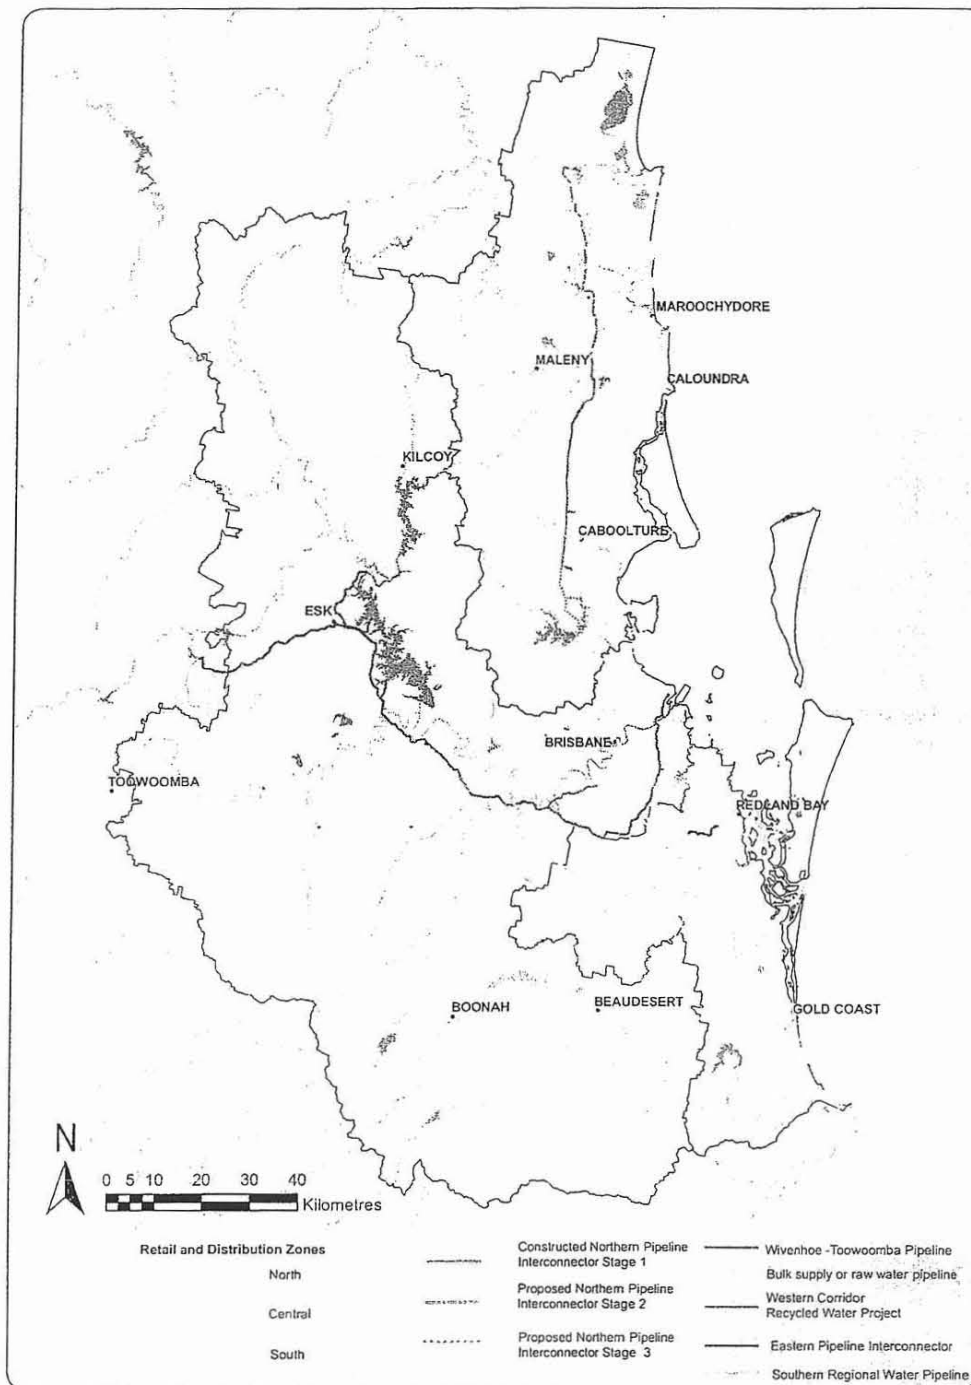 MAROOCHYDORE
MALENY
CALOUNDRA
KILCOY
CABOOLTURE
ESK
BRISBANE
TOOWOOMBA
REDLAND BAY
BOONAH
BEAUDESERT
GOLD COAST
N
0 5 10 20 30 40
Kilometres
Retail and Distribution Zones
North
Central
South
Constructed Northern Pipeline
Interconnector Stage 1
Proposed Northern Pipeline
Interconnector Stage 2
Proposed Northern Pipeline
Interconnector Stage 3
Wivenhoe -Toowoomba Pipeline
Bulk supply or raw water pipeline
Western Corridor
Recycled Water Project
Eastern Pipeline Interconnector
Southern Regional Water Pipeline